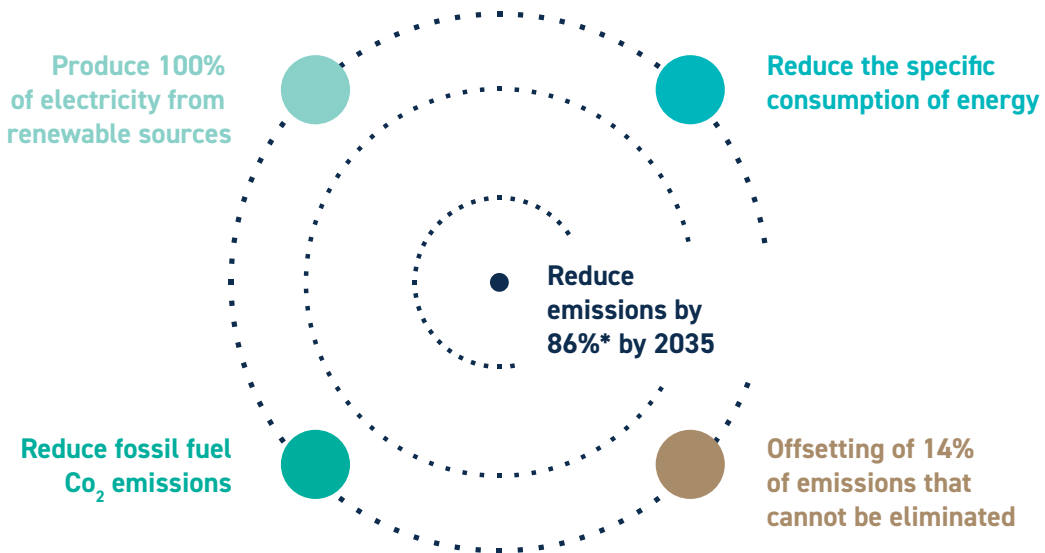 Produce 100%
of electricity from
renewable sources
Reduce the specific
consumption of energy
Reduce
emissions by
86%* by 2035
Reduce fossil fuel
Co₂ emissions
Offsetting of 14%
of emissions that
cannot be eliminated